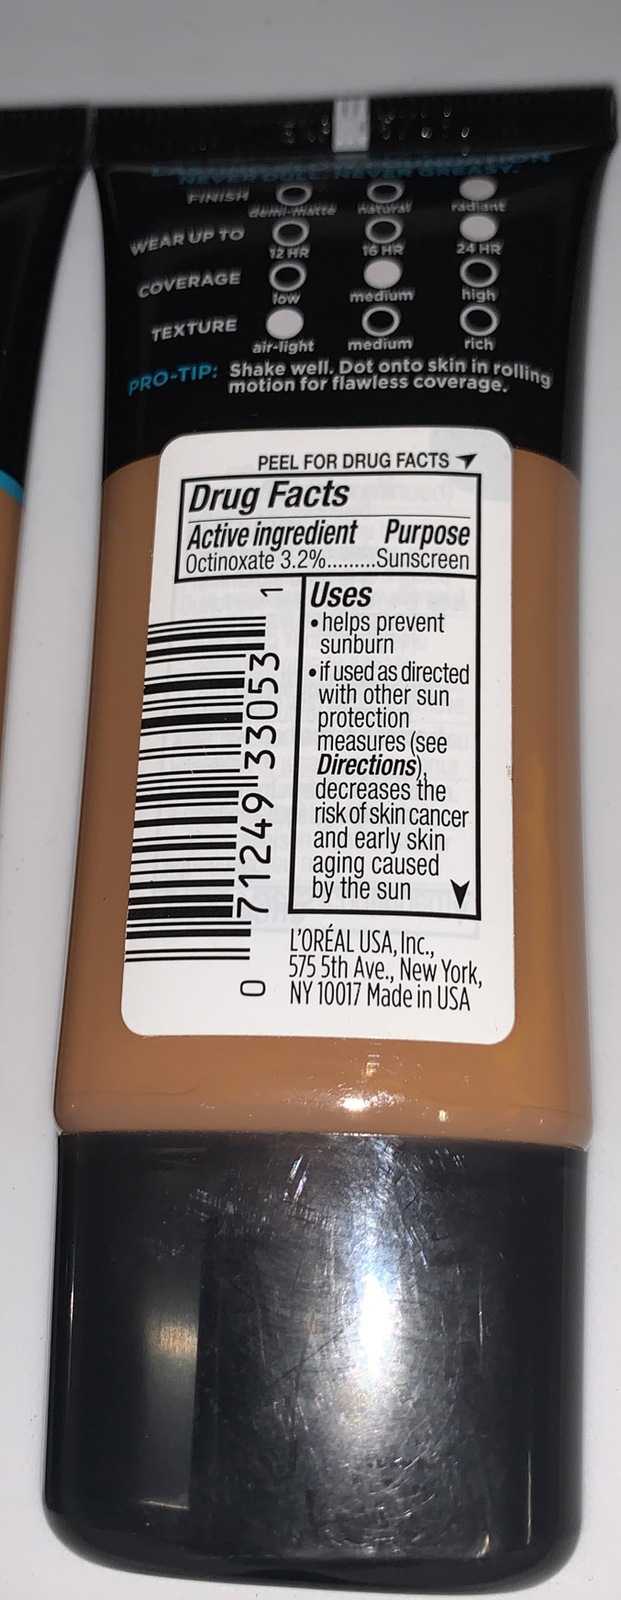 NEVER DULL. NEVER GREASY.
FINISH
demi-matte natural radiant
WEAR UP TO
12 HR 16 HR 24 HR
COVERAGE
low medium high
TEXTURE
air-light medium rich
PRO-TIP: Shake well. Dot onto skin in rolling
motion for flawless coverage.
PEEL FOR DRUG FACTS
Drug Facts
Active ingredient Purpose
Octinoxate 3.2%.........Sunscreen
Uses
•helps prevent
sunburn
•if used as directed
with other sun
protection
measures (see
Directions),
decreases the
risk of skin cancer
and early skin
aging caused
by the sun
0 71249 33053 1
L'ORÉAL USA, Inc.,
575 5th Ave., New York,
NY 10017 Made in USA